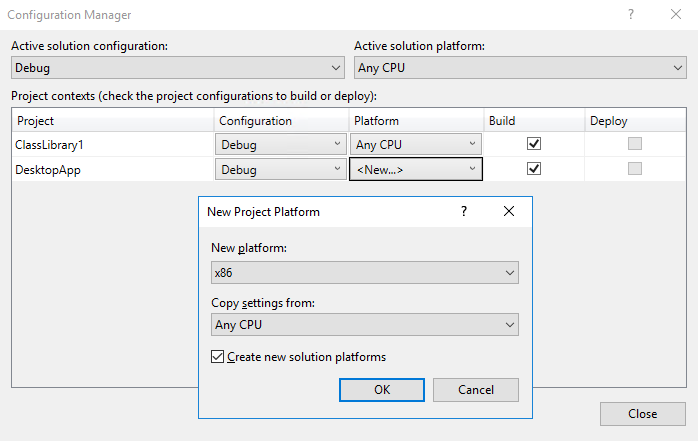 Configuration Manager
Active solution configuration: Active solution platform:
Debug Any CPU
Project contexts (check the project configurations to build or deploy):
Project Configuration Platform Build Deploy
ClassLibrary1 Debug Any CPU
DesktopApp Debug <New...>
New Project Platform
New platform:
x86
Copy settings from:
Any CPU
Create new solution platforms
OK Cancel
Close